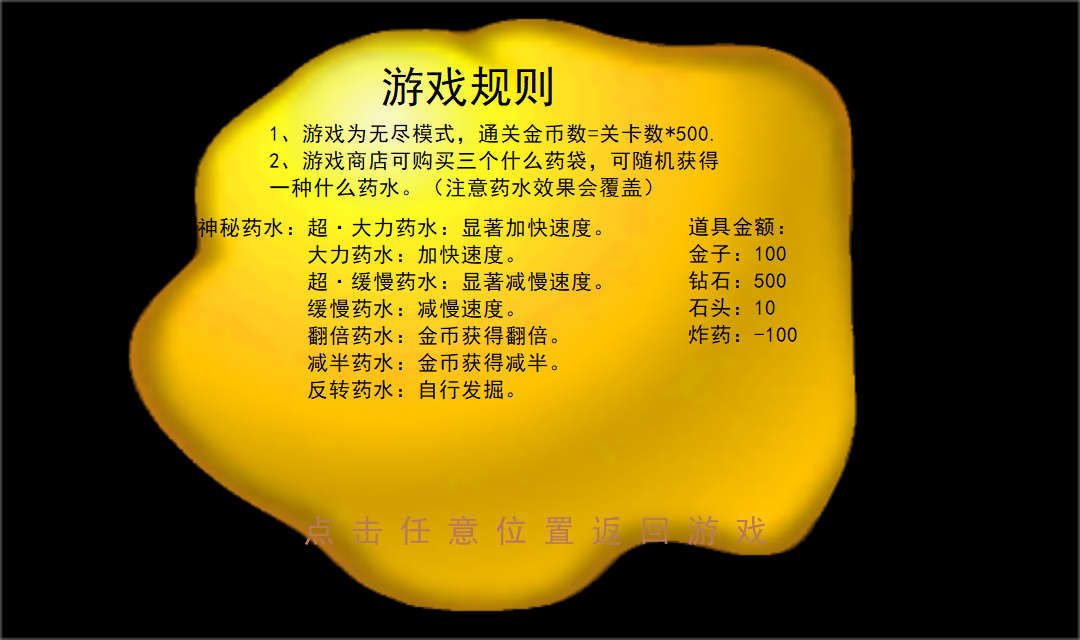 游戏规则
1、游戏为无尽模式，通关金币数=关卡数*500.
2、游戏商店可购买三个什么药袋，可随机获得
一种什么药水。（注意药水效果会覆盖）
神秘药水：超·大力药水：显著加快速度。
大力药水：加快速度。
超·缓慢药水：显著减慢速度。
缓慢药水：减慢速度。
翻倍药水：金币获得翻倍。
减半药水：金币获得减半。
反转药水：自行发掘。
道具金额：
金子：100
钻石：500
石头：10
炸药：-100
点击任意位置返回游戏